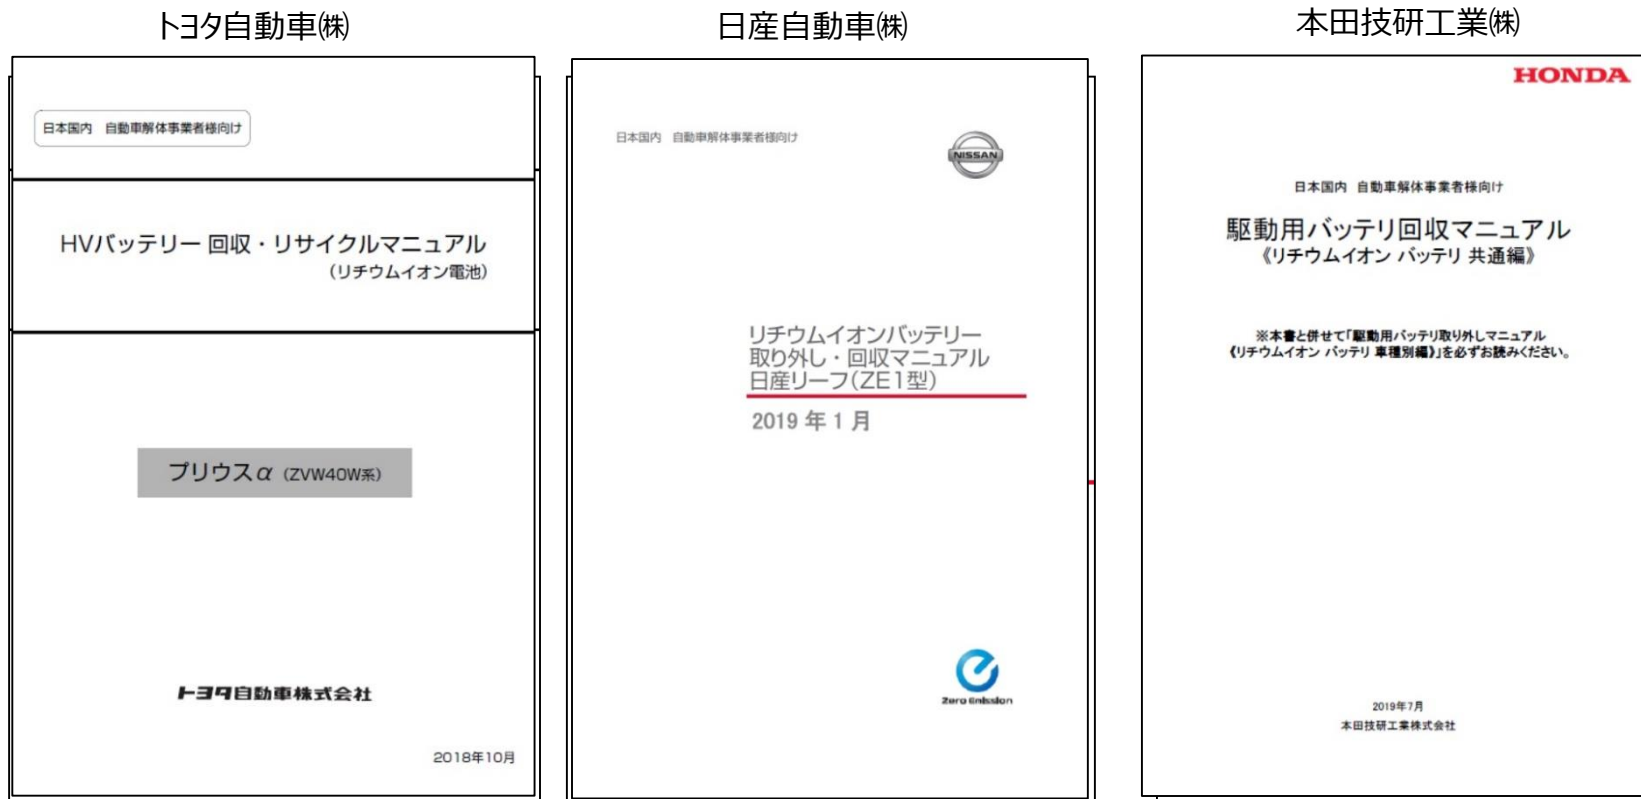 トヨタ自動車㈱
日本国内　自動車解体事業者様向け
HVバッテリー 回収・リサイクルマニュアル
（リチウムイオン電池）
プリウスα（ZVW40W系）
トヨタ自動車株式会社
2018年10月
日産自動車㈱
日本国内　自動車解体事業者様向け
NISSAN
リチウムイオンバッテリー
取り外し・回収マニュアル
日産リーフ(ZE1型)
2019 年 1 月
Zero Emission
本田技研工業㈱
HONDA
日本国内　自動車解体事業者様向け
駆動用バッテリ回収マニュアル
《リチウムイオン バッテリ 共通編》
※本書と併せて「駆動用バッテリ取り外しマニュアル
《リチウムイオン バッテリ 車種別編》」を必ずお読みください。
2019年7月
本田技研工業株式会社